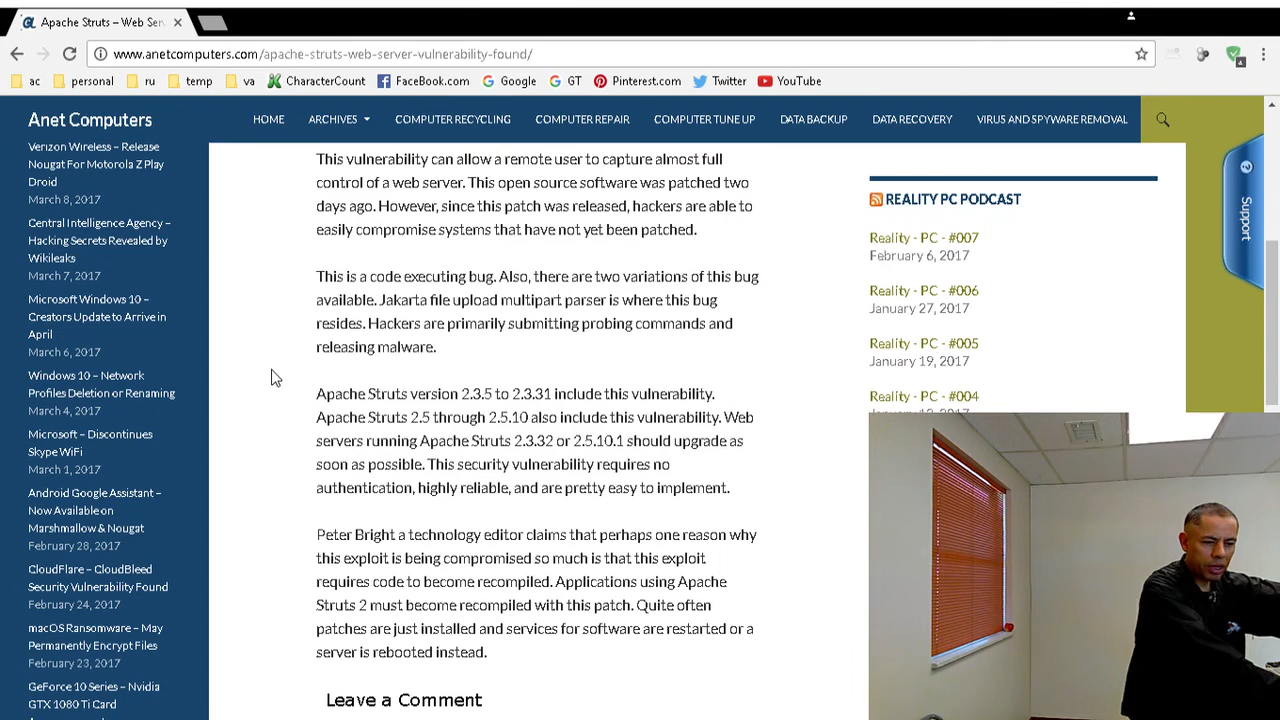 Apache Struts – Web Ser
www.anetcomputers.com/apache-struts-web-server-vulnerability-found/
ac personal ru temp va CharacterCount FaceBook.com Google GT Pinterest.com Twitter YouTube
Anet Computers
HOME ARCHIVES COMPUTER RECYCLING COMPUTER REPAIR COMPUTER TUNE UP DATA BACKUP DATA RECOVERY VIRUS AND SPYWARE REMOVAL
Verizon Wireless – Release
Nougat For Motorola Z Play
Droid
March 8, 2017
Central Intelligence Agency –
Hacking Secrets Revealed by
Wikileaks
March 7, 2017
Microsoft Windows 10 –
Creators Update to Arrive in
April
March 6, 2017
Windows 10 – Network
Profiles Deletion or Renaming
March 4, 2017
Microsoft – Discontinues
Skype WiFi
March 1, 2017
Android Google Assistant –
Now Available on
Marshmallow & Nougat
February 28, 2017
CloudFlare – CloudBleed
Security Vulnerability Found
February 24, 2017
macOS Ransomware – May
Permanently Encrypt Files
February 23, 2017
GeForce 10 Series – Nvidia
GTX 1080 Ti Card
This vulnerability can allow a remote user to capture almost full
control of a web server. This open source software was patched two
days ago. However, since this patch was released, hackers are able to
easily compromise systems that have not yet been patched.
This is a code executing bug. Also, there are two variations of this bug
available. Jakarta file upload multipart parser is where this bug
resides. Hackers are primarily submitting probing commands and
releasing malware.
Apache Struts version 2.3.5 to 2.3.31 include this vulnerability.
Apache Struts 2.5 through 2.5.10 also include this vulnerability. Web
servers running Apache Struts 2.3.32 or 2.5.10.1 should upgrade as
soon as possible. This security vulnerability requires no
authentication, highly reliable, and are pretty easy to implement.
Peter Bright a technology editor claims that perhaps one reason why
this exploit is being compromised so much is that this exploit
requires code to become recompiled. Applications using Apache
Struts 2 must become recompiled with this patch. Quite often
patches are just installed and services for software are restarted or a
server is rebooted instead.
Leave a Comment
REALITY PC PODCAST
Reality - PC - #007
February 6, 2017
Reality - PC - #006
January 27, 2017
Reality - PC - #005
January 19, 2017
Reality - PC - #004
Support